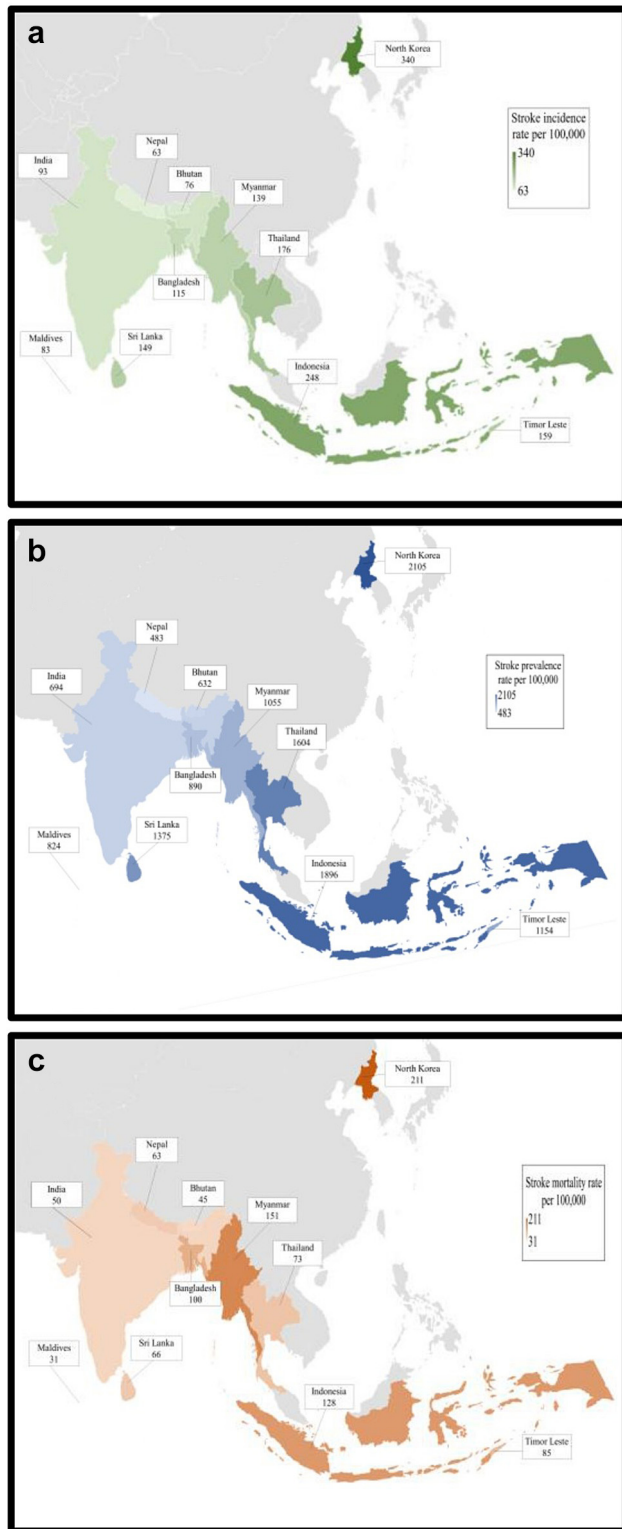 a
North Korea
340
Stroke incidence
rate per 100,000
340
63
Nepal
63
India
93
Bhutan
76
Myanmar
139
Thailand
176
Bangladesh
115
Maldives
83
Sri Lanka
149
Indonesia
248
Timor Leste
159
b
North Korea
2105
Nepal
483
Stroke prevalence
rate per 100,000
2105
483
India
694
Bhutan
632
Myanmar
1055
Thailand
1604
Bangladesh
890
Maldives
824
Sri Lanka
1375
Indonesia
1896
Timor Leste
1154
c
North Korea
211
Nepal
63
Stroke mortality rate
per 100,000
211
31
India
50
Bhutan
45
Myanmar
151
Thailand
73
Bangladesh
100
Maldives
31
Sri Lanka
66
Indonesia
128
Timor Leste
85